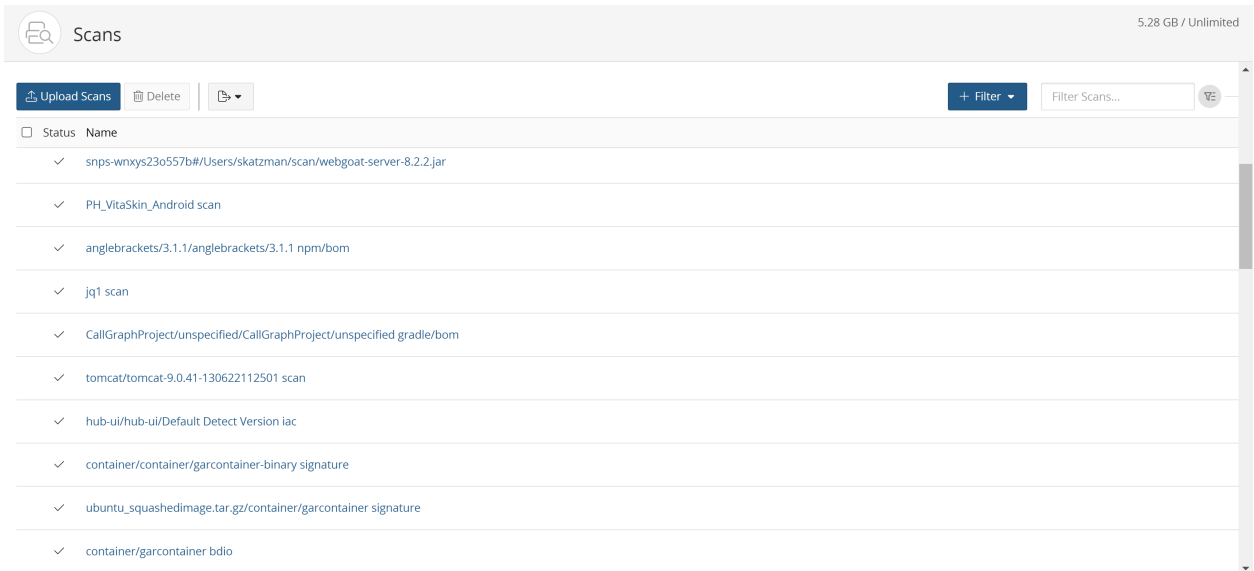 Scans
5.28 GB / Unlimited
Upload Scans
Delete
+ Filter
Filter Scans...
Status Name
snps-wnxys23o557b#/Users/skatzman/scan/webgoat-server-8.2.2.jar
PH_VitaSkin_Android scan
anglebrackets/3.1.1/anglebrackets/3.1.1 npm/bom
jq1 scan
CallGraphProject/unspecified/CallGraphProject/unspecified gradle/bom
tomcat/tomcat-9.0.41-130622112501 scan
hub-ui/hub-ui/Default Detect Version iac
container/container/garcontainer-binary signature
ubuntu_squashedimage.tar.gz/container/garcontainer signature
container/garcontainer bdio